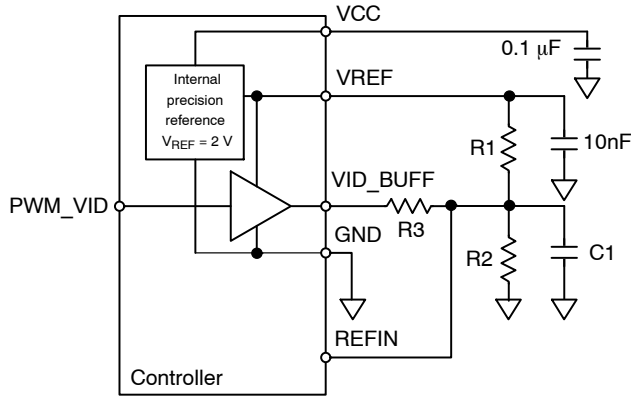 VCC
0.1 μF
Internal
precision
reference
VREF = 2 V
VREF
R1
10nF
PWM_VID
VID_BUFF
R3
GND
R2
C1
REFIN
Controller